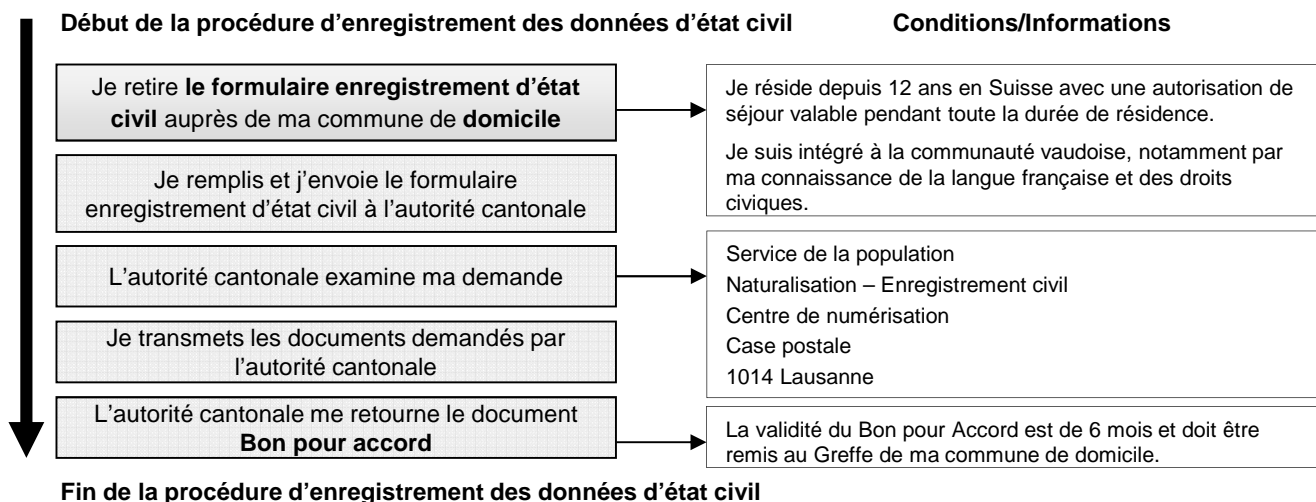 Début de la procédure d'enregistrement des données d'état civil
Conditions/Informations
Je retire le formulaire enregistrement d'état
civil auprès de ma commune de domicile
Je réside depuis 12 ans en Suisse avec une autorisation de
séjour valable pendant toute la durée de résidence.
Je suis intégré à la communauté vaudoise, notamment par
ma connaissance de la langue française et des droits
civiques.
Je remplis et j'envoie le formulaire
enregistrement d'état civil à l'autorité cantonale
L'autorité cantonale examine ma demande
Service de la population
Naturalisation – Enregistrement civil
Centre de numérisation
Case postale
1014 Lausanne
Je transmets les documents demandés par
l'autorité cantonale
L'autorité cantonale me retourne le document
Bon pour accord
La validité du Bon pour Accord est de 6 mois et doit être
remis au Greffe de ma commune de domicile.
Fin de la procédure d'enregistrement des données d'état civil